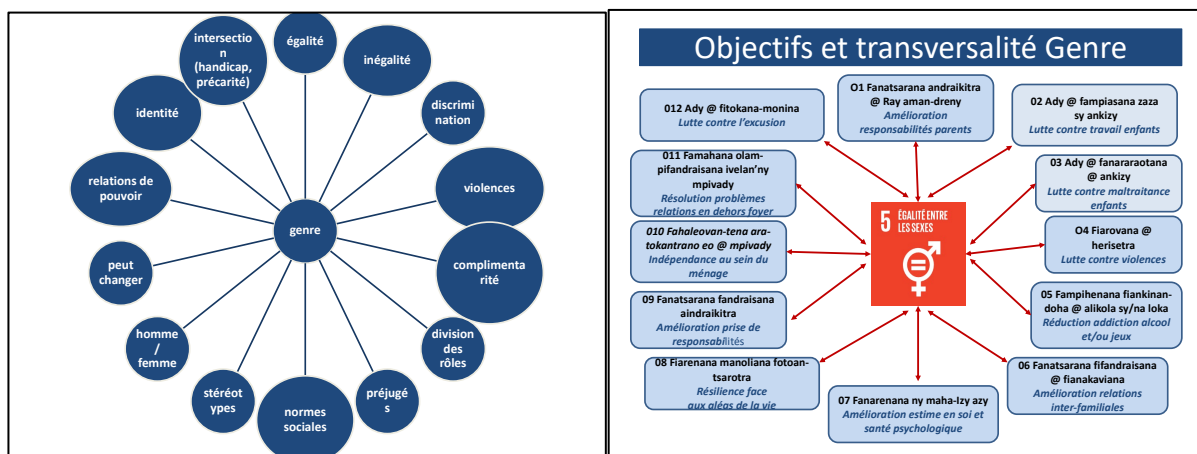 intersectio
n
(handicap,
précarité)
égalité
inégalité
discrimi
nation
violences
complimenta
rité
division
des
rôles
préjugé
s
normes
sociales
stéréot
ypes
homme
/
femme
peut
changer
relations de
pouvoir
identité
genre
Objectifs et transversalité Genre
O1 Fanatsarana andraikitra
@ Ray aman-dreny
Amélioration
responsabilités parents
02 Ady @ fampiasana zaza
sy ankizy
Lutte contre travail enfants
03 Ady @ fanararaotana
@ ankizy
Lutte contre maltraitance
enfants
O4 Fiarovana @
herisetra
Lutte contre violences
05 Fampihenana fiankinan-
doha @ alikola sy/na loka
Réduction addiction alcool
et/ou jeux
06 Fanatsarana fifandraisana
@ fianakaviana
Amélioration relations
inter-familiales
07 Fanarenana ny maha-Izy azy
Amélioration estime en soi et
santé psychologique
08 Fiarenana manoliana fotoan-
tsarotra
Résilience face
aux aléas de la vie
09 Fanatsarana fandraisana
aindraikitra
Amélioration prise de
responsabilités
010 Fahaleovan-tena ara-
tokantrano eo @ mpivady
Indépendance au sein du
ménage
011 Famahana olam-
pifandraisana ivelan'ny
mpivady
Résolution problèmes
relations en dehors foyer
012 Ady @ fitokana-monina
Lutte contre l'excusion
5 ÉGALITÉ ENTRE
LES SEXES